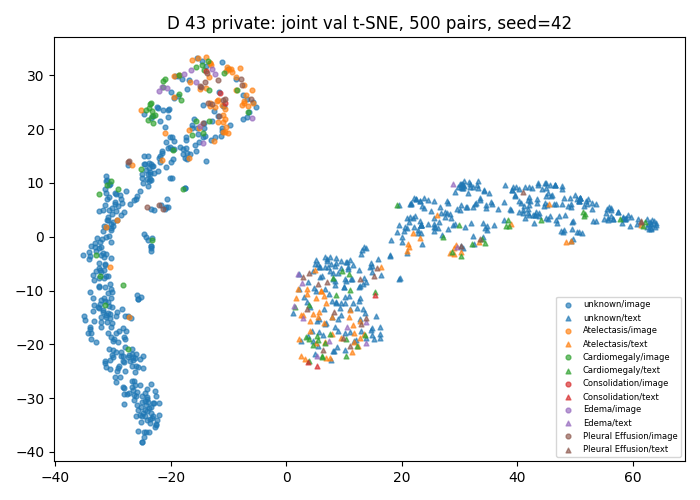 D 43 private: joint val t-SNE, 500 pairs, seed=42
30
20
10
0
−10
−20
−30
−40
−40
−20
0
20
40
60
unknown/image
unknown/text
Atelectasis/image
Atelectasis/text
Cardiomegaly/image
Cardiomegaly/text
Consolidation/image
Consolidation/text
Edema/image
Edema/text
Pleural Effusion/image
Pleural Effusion/text